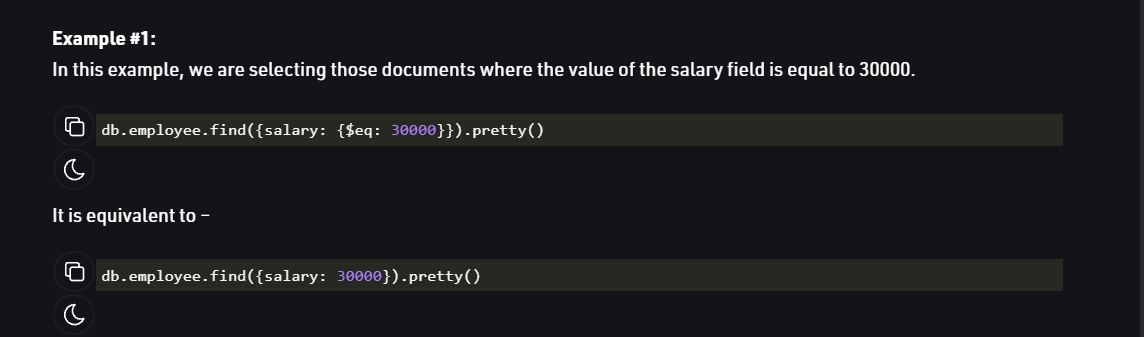 Example #1:
In this example, we are selecting those documents where the value of the salary field is equal to 30000.
db.employee.find({salary: {$eq: 30000}}).pretty()
It is equivalent to –
db.employee.find({salary: 30000}).pretty()